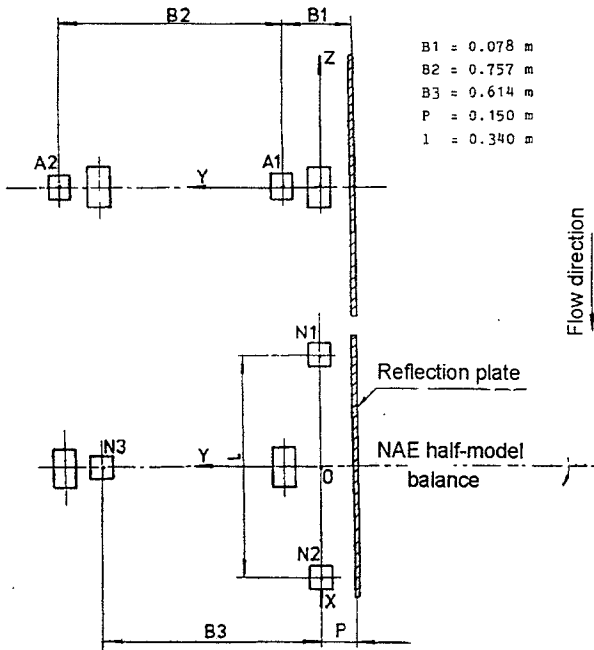 B2
B1
Z
B1 = 0.078 m
B2 = 0.757 m
B3 = 0.614 m
P = 0.150 m
l = 0.340 m
A2
Y
A1
Flow direction
N1
Reflection plate
N3
Y
L
O
NAE half-model
balance
N2
X
B3
P